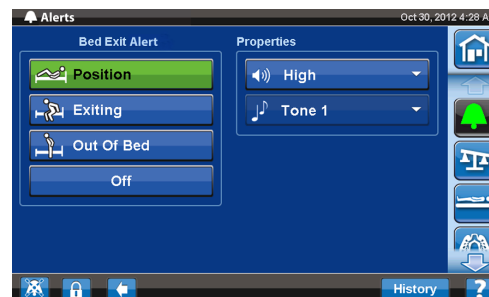 Alerts
Oct 30, 2012 4:28 A
Bed Exit Alert
Properties
Position
High
Exiting
Tone 1
Out Of Bed
Off
History
?